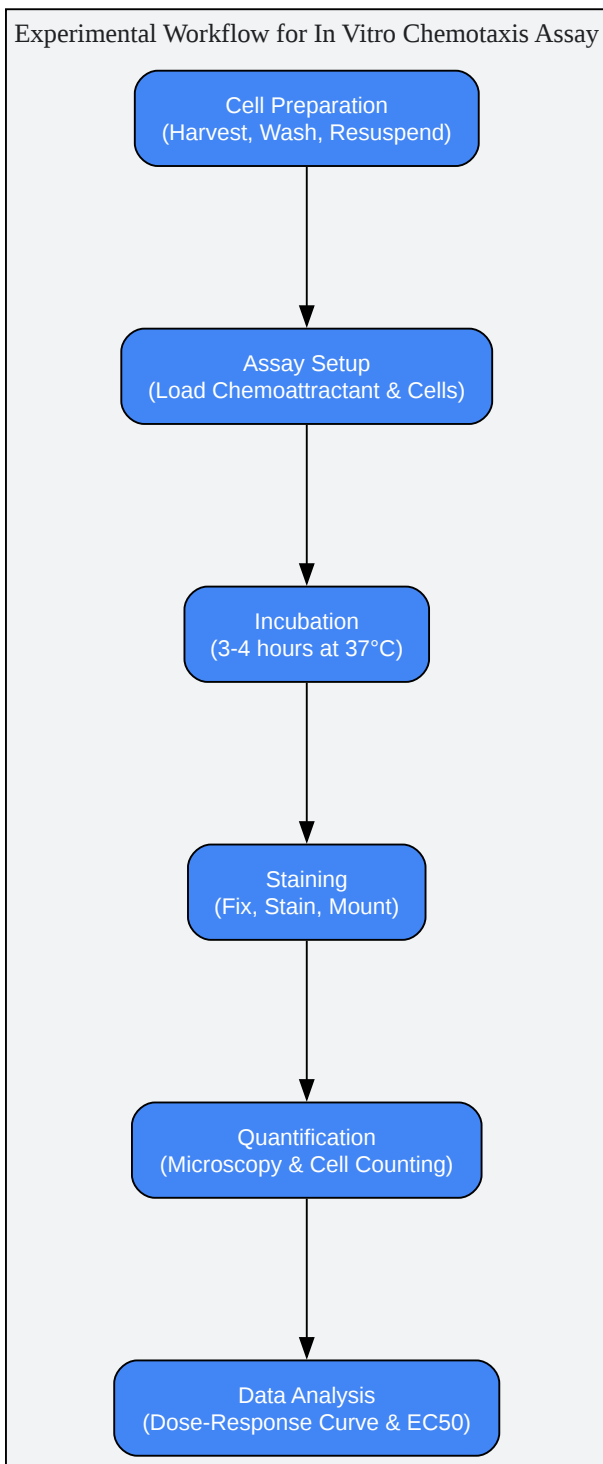 Experimental Workflow for In Vitro Chemotaxis Assay
Cell Preparation
(Harvest, Wash, Resuspend)
Assay Setup
(Load Chemoattractant & Cells)
Incubation
(3-4 hours at 37°C)
Staining
(Fix, Stain, Mount)
Quantification
(Microscopy & Cell Counting)
Data Analysis
(Dose-Response Curve & EC50)